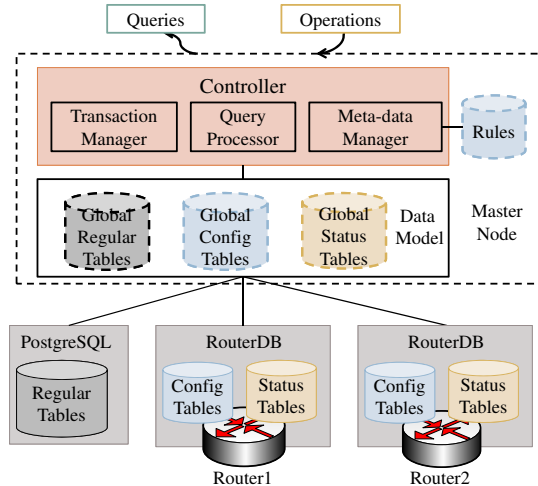 Queries
Operations
Controller
Transaction
Manager
Query
Processor
Meta-data
Manager
Rules
Global
Regular
Tables
Global
Config
Tables
Global
Status
Tables
Data
Model
Master
Node
PostgreSQL
Regular
Tables
RouterDB
Config
Tables
Status
Tables
Router1
RouterDB
Config
Tables
Status
Tables
Router2